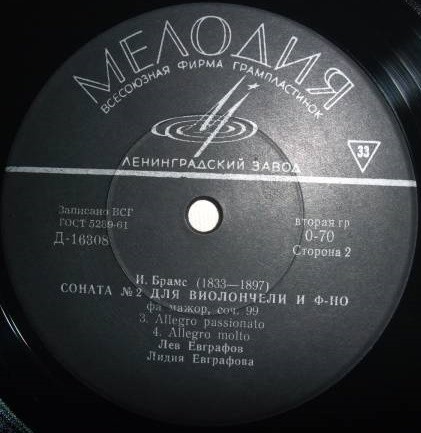 МЕЛОДИЯ
ВСЕСОЮЗНАЯ ФИРМА ГРАМПЛАСТИНОК
ЛЕНИНГРАДСКИЙ ЗАВОД
33
Записано ВСГ
ГОСТ 5289-61
Д-16308
вторая гр
0-70
Сторона 2
И. Брамс (1833—1897)
СОНАТА № 2 ДЛЯ ВИОЛОНЧЕЛИ И Ф-НО
фа мажор, соч. 99
3. Allegro passionato
4. Allegro molto
Лев Евграфов
Лидия Евграфова